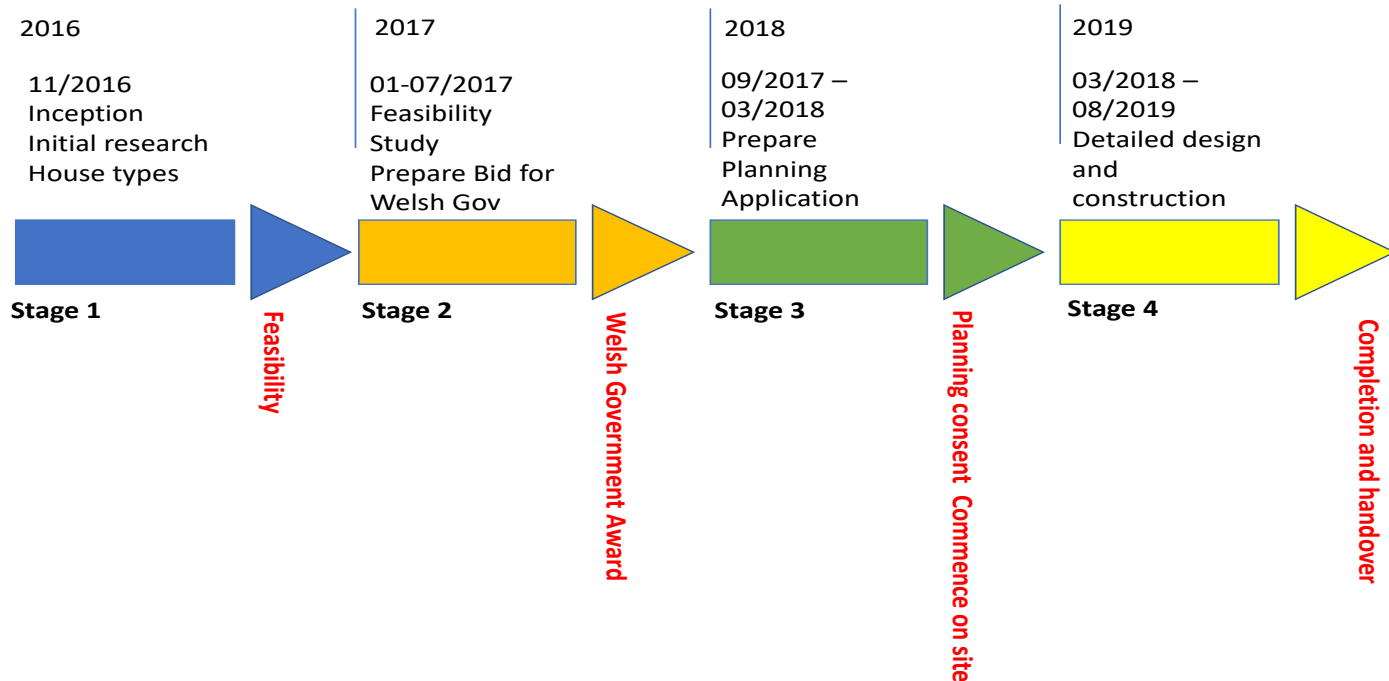 2016
11/2016
Inception
Initial research
House types
Stage 1
Feasibility
2017
01-07/2017
Feasibility
Study
Prepare Bid for
Welsh Gov
Stage 2
Welsh Government Award
2018
09/2017 –
03/2018
Prepare
Planning
Application
Stage 3
Planning consent
Commence on site
2019
03/2018 –
08/2019
Detailed design
and
construction
Stage 4
Completion and handover